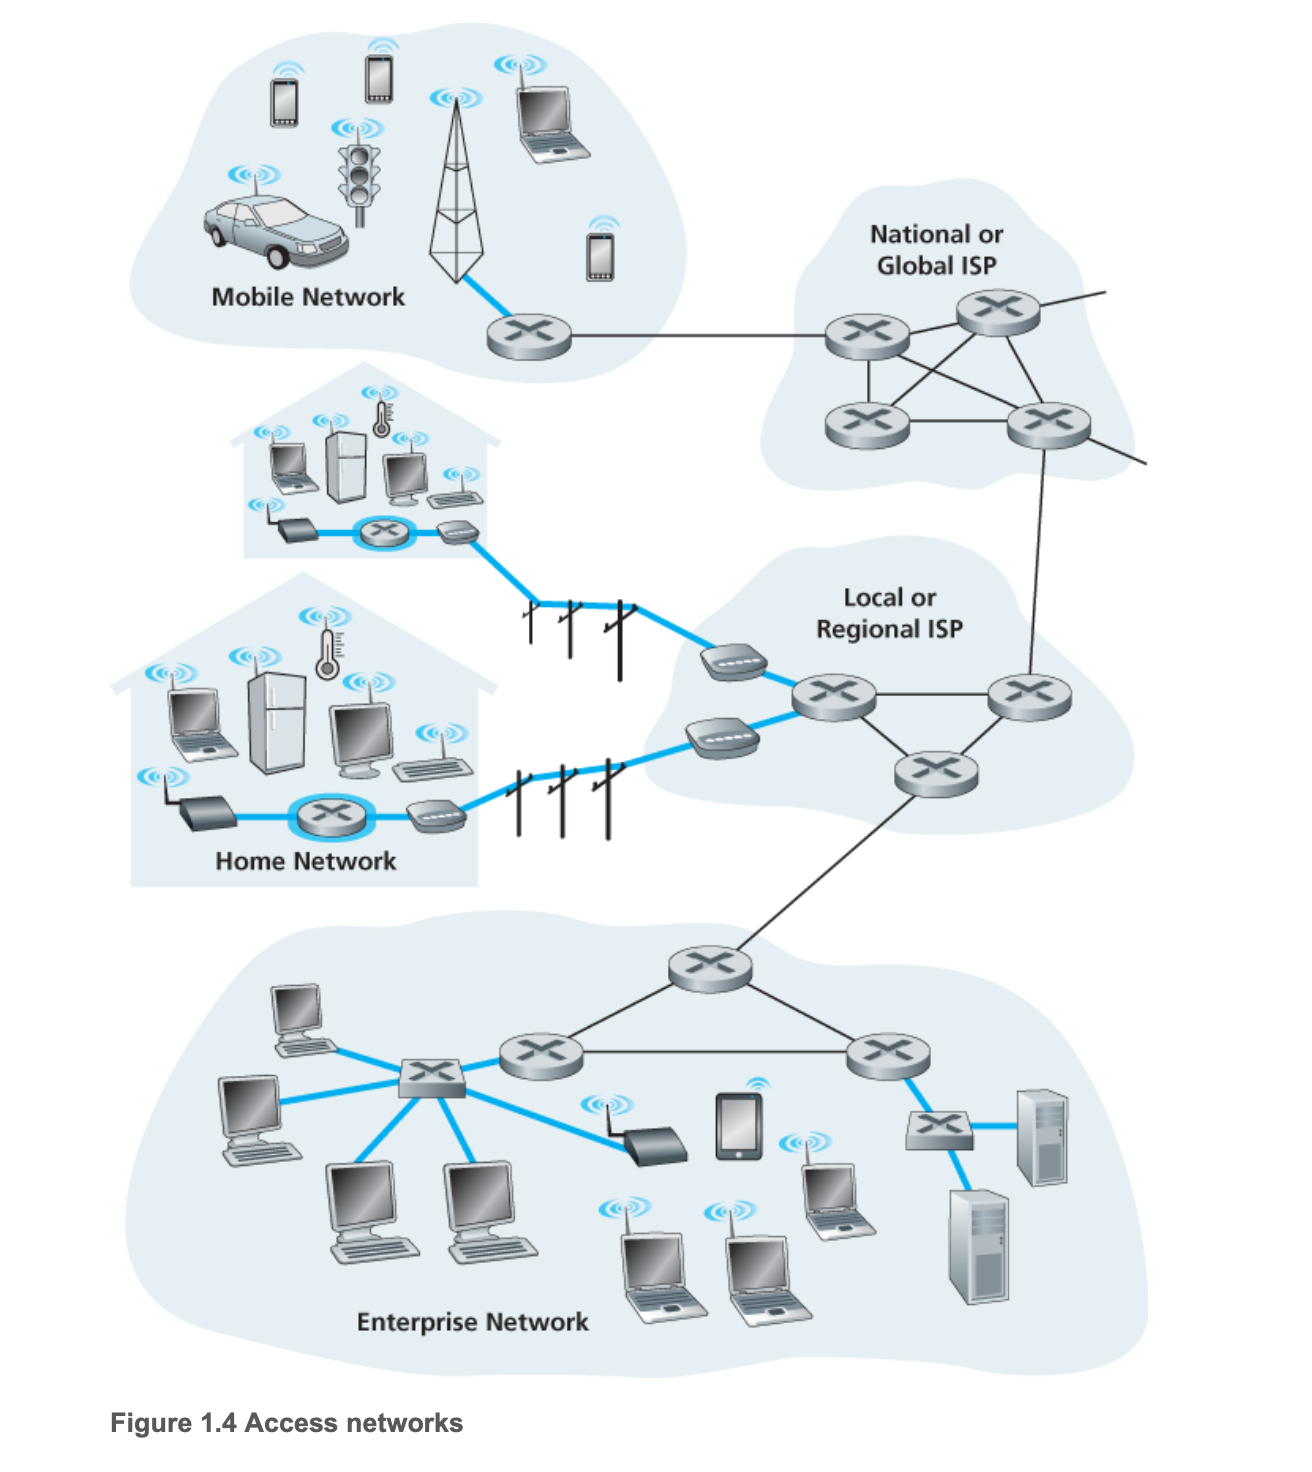 Mobile Network
National or
Global ISP
Local or
Regional ISP
Home Network
Enterprise Network
Figure 1.4 Access networks